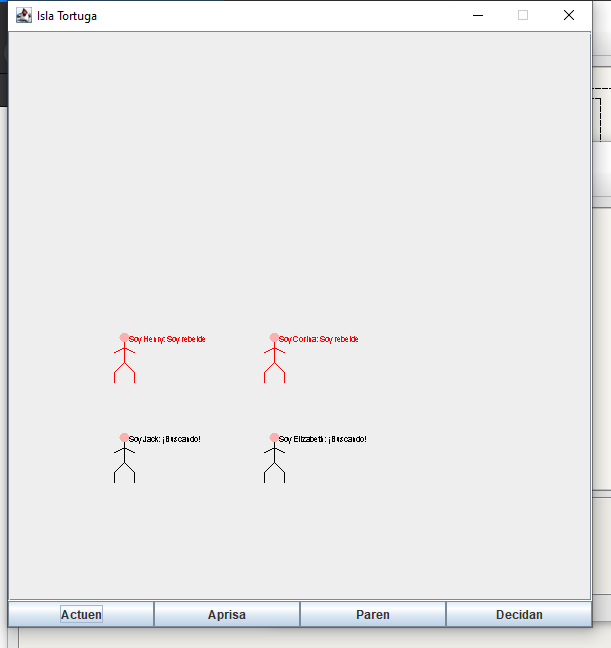 Isla Tortuga
Soy Henry: Soy rebelde
Soy Corina: Soy rebelde
Soy Jack: ¡Buscando!
Soy Elizabeth: ¡Buscando!
Actuen
Aprisa
Paren
Decidan